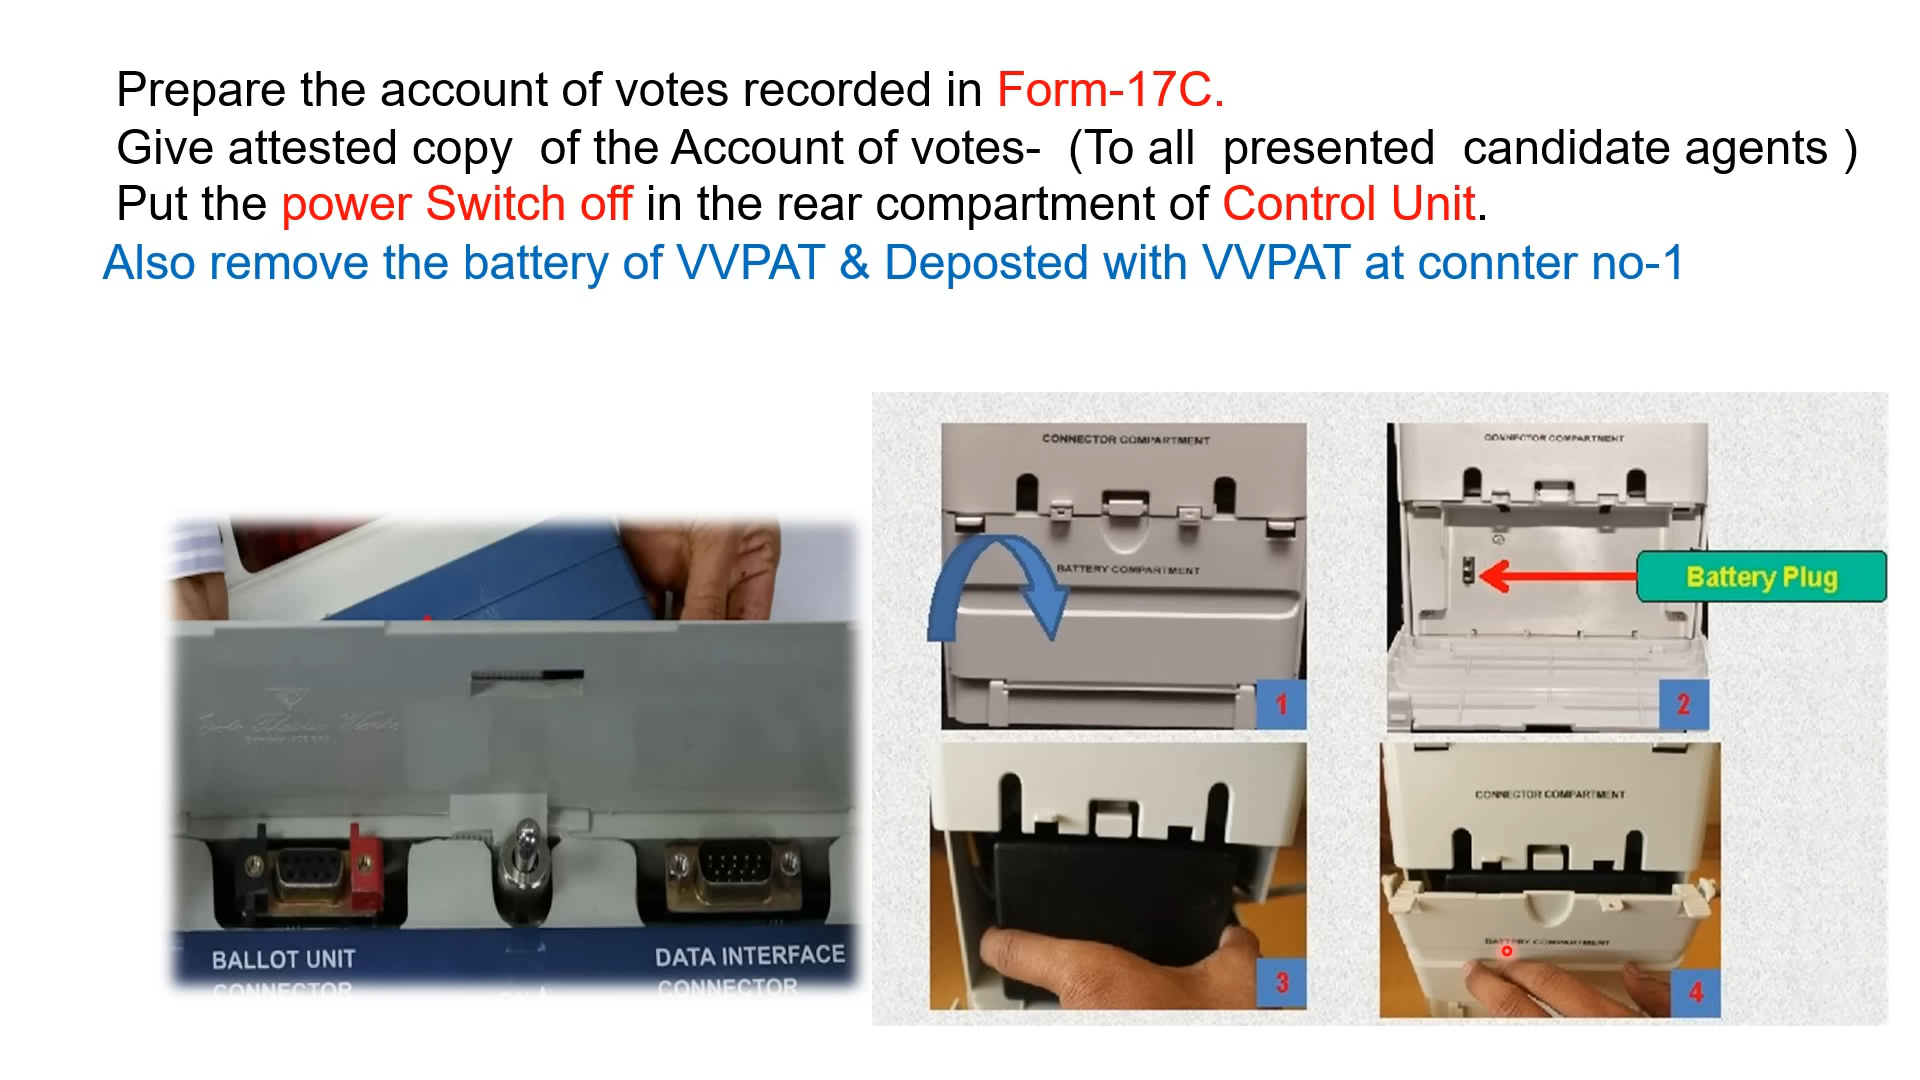 Prepare the account of votes recorded in Form-17C.
Give attested copy of the Account of votes- (To all presented candidate agents )
Put the power Switch off in the rear compartment of Control Unit.
Also remove the battery of VVPAT & Deposted with VVPAT at connter no-1
BALLOT UNIT
CONNECTOR
DATA INTERFACE
CONNECTOR
CONNECTOR COMPARTMENT
BATTERY COMPARTMENT
1
CONNECTOR COMPARTMENT
Battery Plug
2
3
CONNECTOR COMPARTMENT
BATTERY COMPARTMENT
4